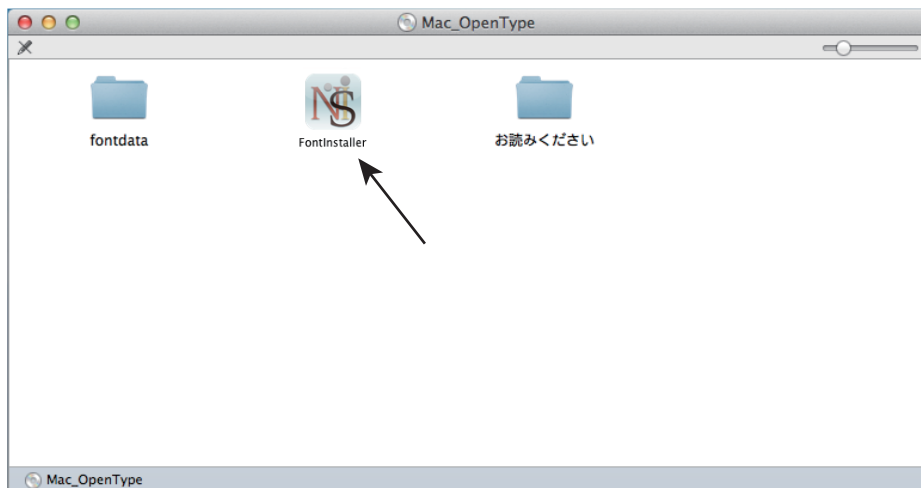 Mac_OpenType
fontdata
FontInstaller
お読みください
Mac_OpenType